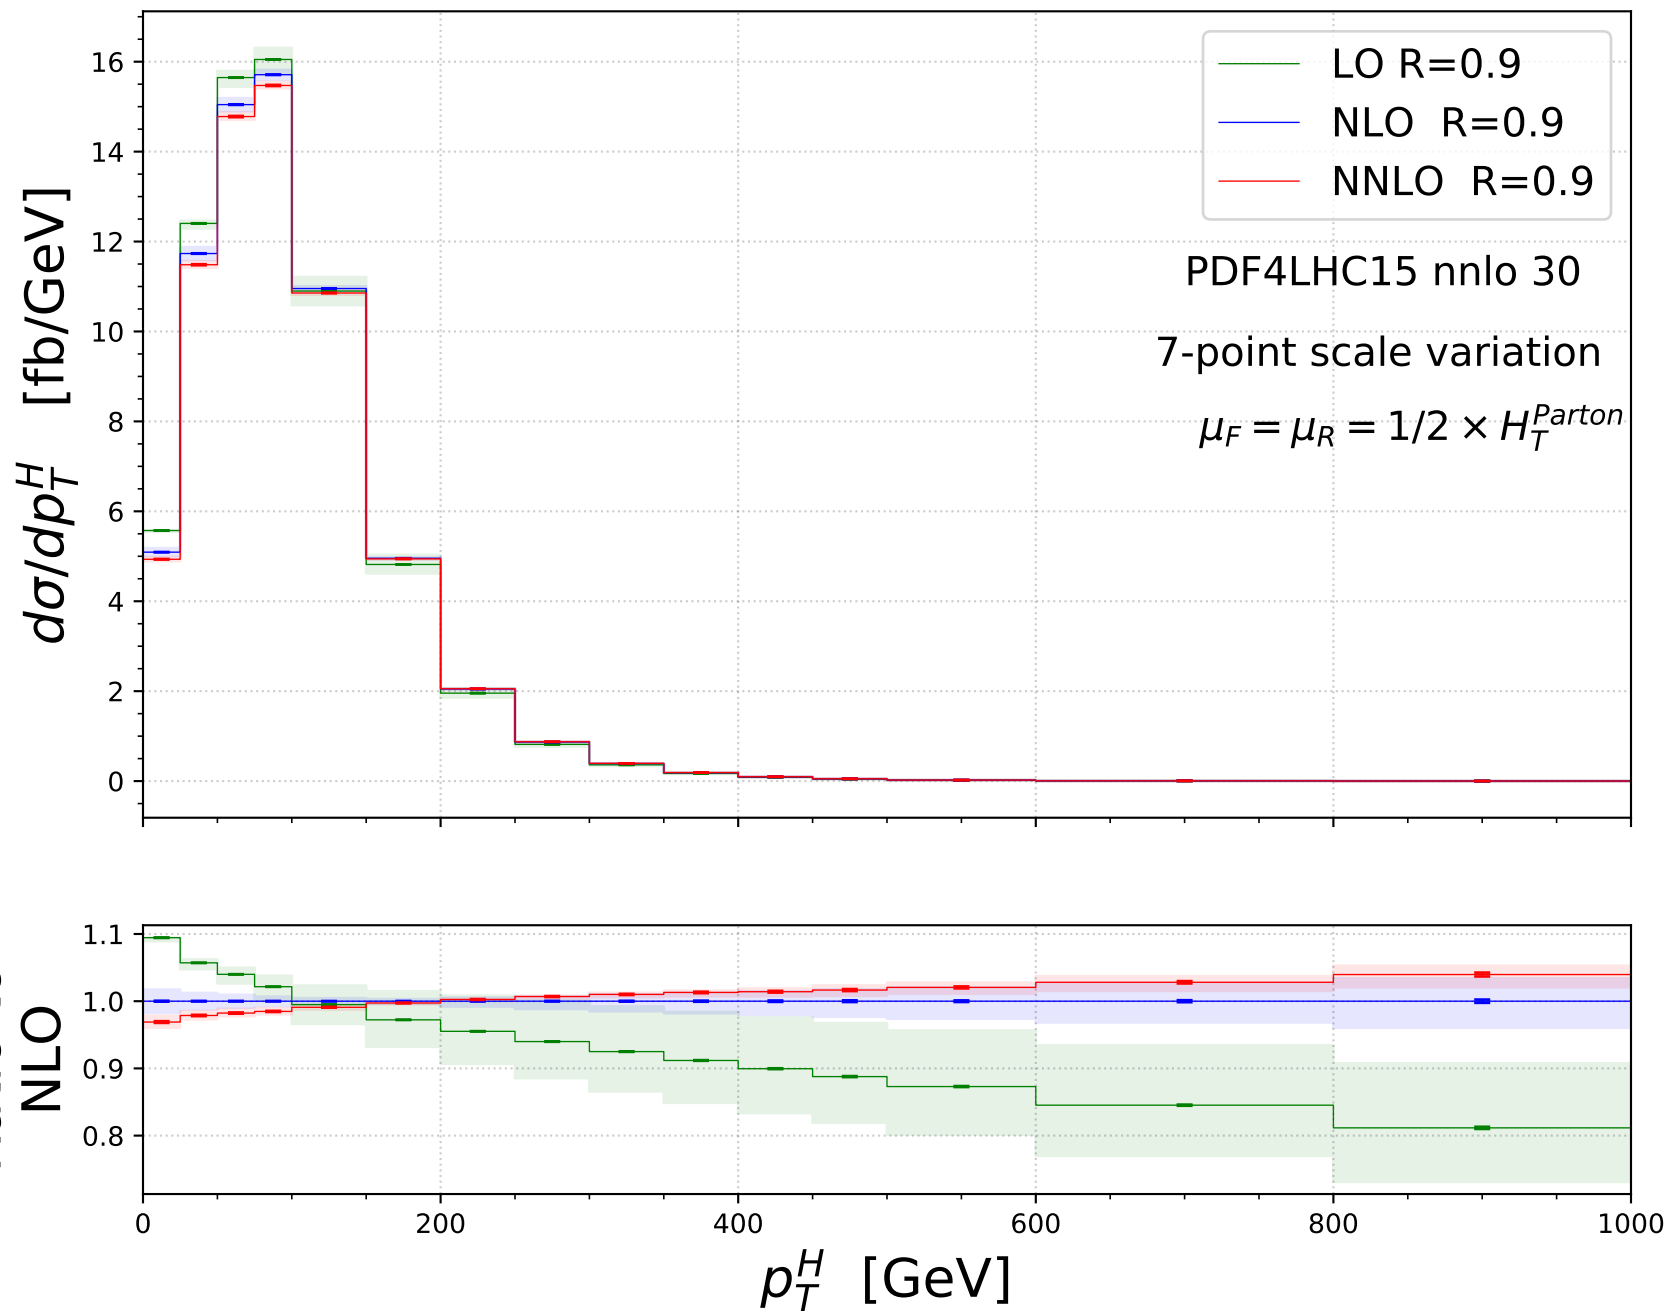 16
14
12
10
8
6
4
2
0
dσ/dp_T^H [fb/GeV]
LO R=0.9
NLO R=0.9
NNLO R=0.9
PDF4LHC15 nnlo 30
7-point scale variation
μ_F = μ_R = 1/2 × H_T^{Parton}
1.1
1.0
0.9
0.8
NLO
0 200 400 600 800 1000
p_T^H [GeV]